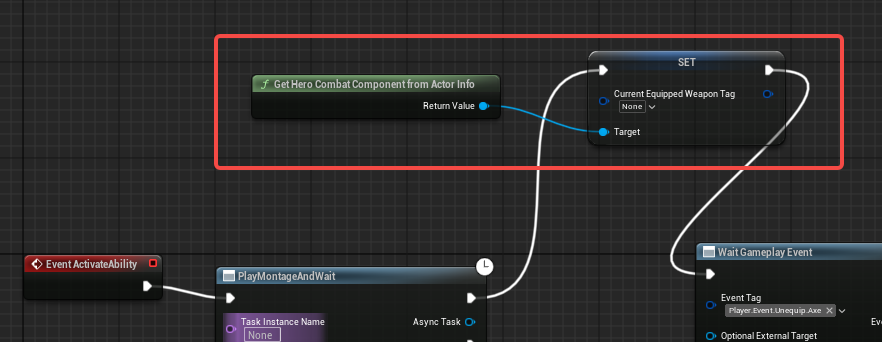 SET
Get Hero Combat Component from Actor Info
Current Equipped Weapon Tag
Return Value
None
Target
Wait Gameplay Event
Event ActivateAbility
PlayMontageAndWait
Event Tag
Player.Event.Unequip.Axe
Task Instance Name
Async Task
None
Optional External Target